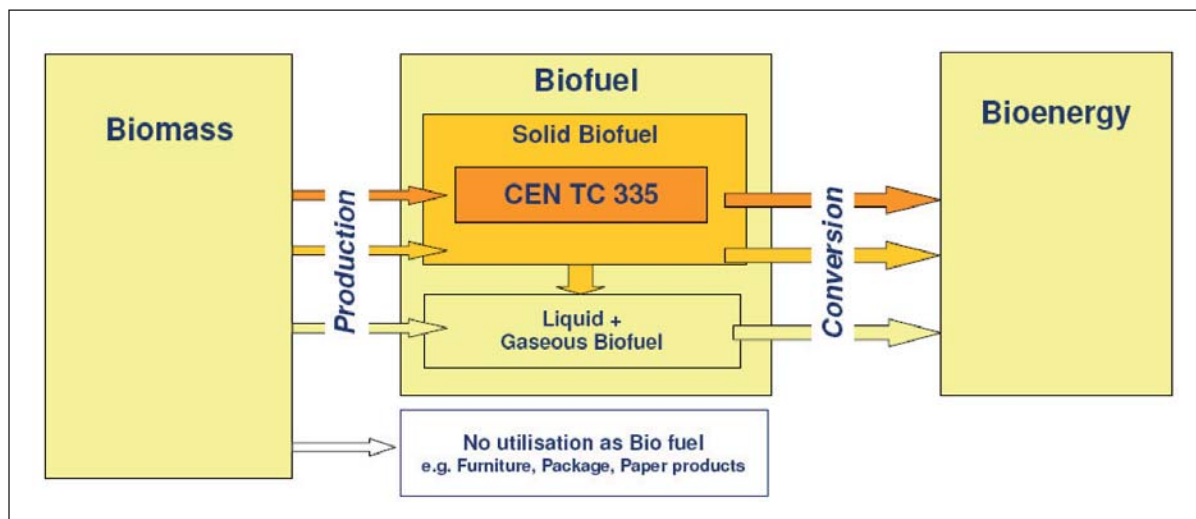 Biomass
Production
Biofuel
Solid Biofuel
CEN TC 335
Liquid +
Gaseous Biofuel
No utilisation as Bio fuel
e.g. Furniture, Package, Paper products
Conversion
Bioenergy